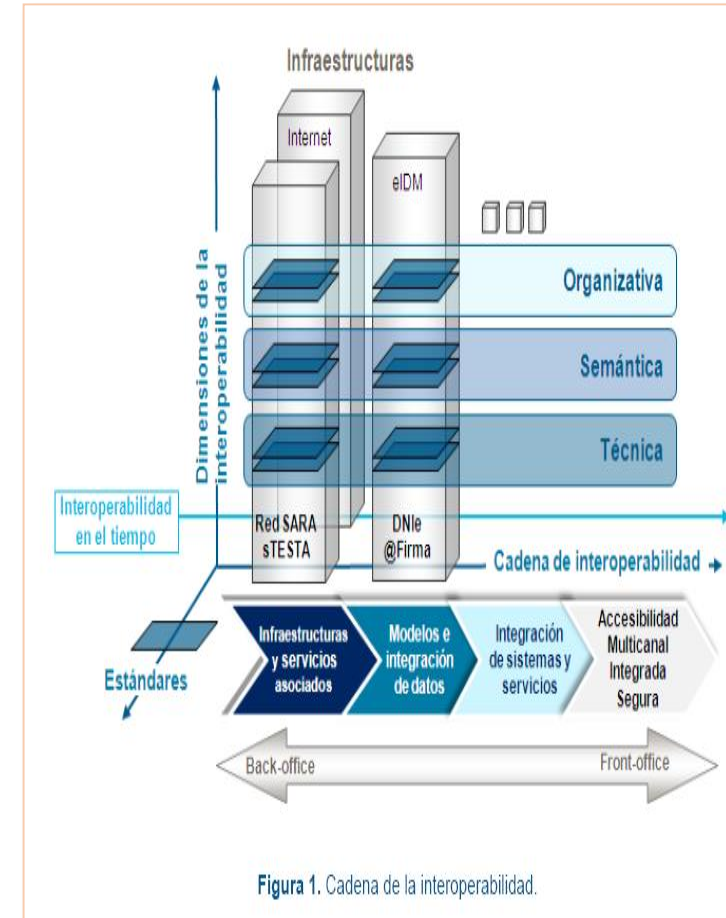 Infraestructuras
Internet
eIDM
Dimensiones de la
interoperabilidad
Organizativa
Semántica
Técnica
Interoperabilidad
en el tiempo
Red SARA
sTESTA
DNIe
@Firma
Cadena de interoperabilidad
Estándares
Infraestructuras
y servicios
asociados
Modelos e
integración
de datos
Integración
de sistemas y
servicios
Accesibilidad
Multicanal
Integrada
Segura
Back-office
Front-office
Figura 1. Cadena de la interoperabilidad.